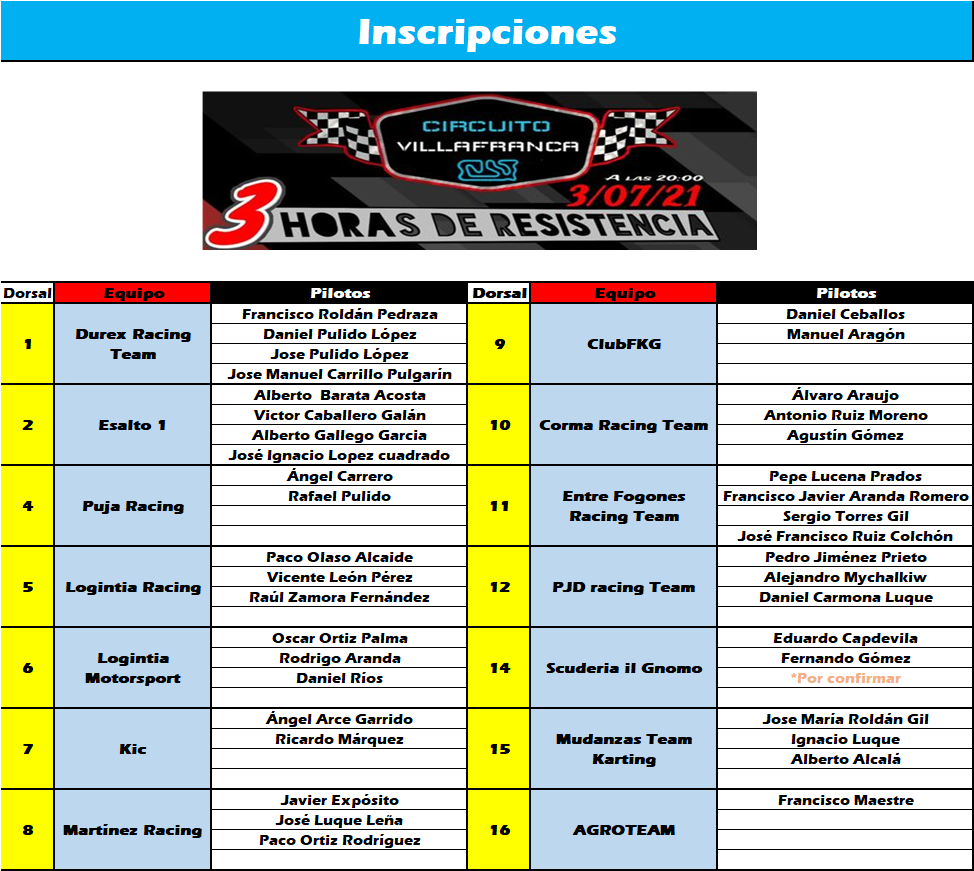 Inscripciones
CIRCUITO
VILLAFRANCA
A LAS 20:00
3/07/21
3 HORAS DE RESISTENCIA
Dorsal Equipo Pilotos Dorsal Equipo Pilotos
1 Durex Racing Team
Francisco Roldán Pedraza
Daniel Pulido López
Jose Pulido López
Jose Manuel Carrillo Pulgarín
9 ClubFKG
Daniel Ceballos
Manuel Aragón
2 Esalto 1
Alberto Barata Acosta
Victor Caballero Galán
Alberto Gallego Garcia
José Ignacio Lopez cuadrado
10 Corma Racing Team
Álvaro Araujo
Antonio Ruiz Moreno
Agustín Gómez
4 Puja Racing
Ángel Carrero
Rafael Pulido
11 Entre Fogones Racing Team
Pepe Lucena Prados
Francisco Javier Aranda Romero
Sergio Torres Gil
José Francisco Ruiz Colchón
5 Logintia Racing
Paco Olaso Alcaide
Vicente León Pérez
Raúl Zamora Fernández
12 PJD racing Team
Pedro Jiménez Prieto
Alejandro Mychalkiw
Daniel Carmona Luque
6 Logintia Motorsport
Oscar Ortiz Palma
Rodrigo Aranda
Daniel Rios
14 Scuderia il Gnomo
Eduardo Capdevila
Fernando Gómez
*Por confirmar
7 Kic
Ángel Arce Garrido
Ricardo Márquez
15 Mudanzas Team Karting
Jose María Roldán Gil
Ignacio Luque
Alberto Alcalá
8 Martínez Racing
Javier Expósito
José Luque Leña
Paco Ortiz Rodríguez
16 AGROTEAM
Francisco Maestre